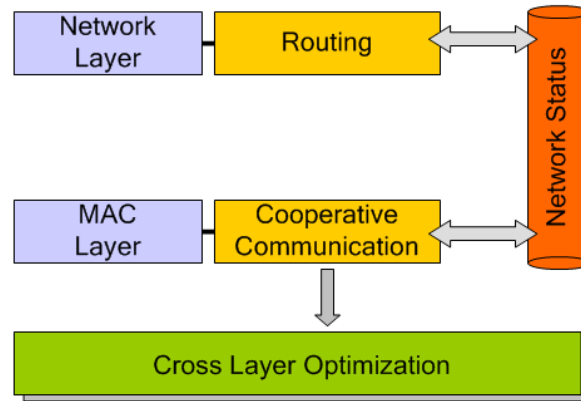 Network
Layer
Routing
Network Status
MAC
Layer
Cooperative
Communication
Cross Layer Optimization